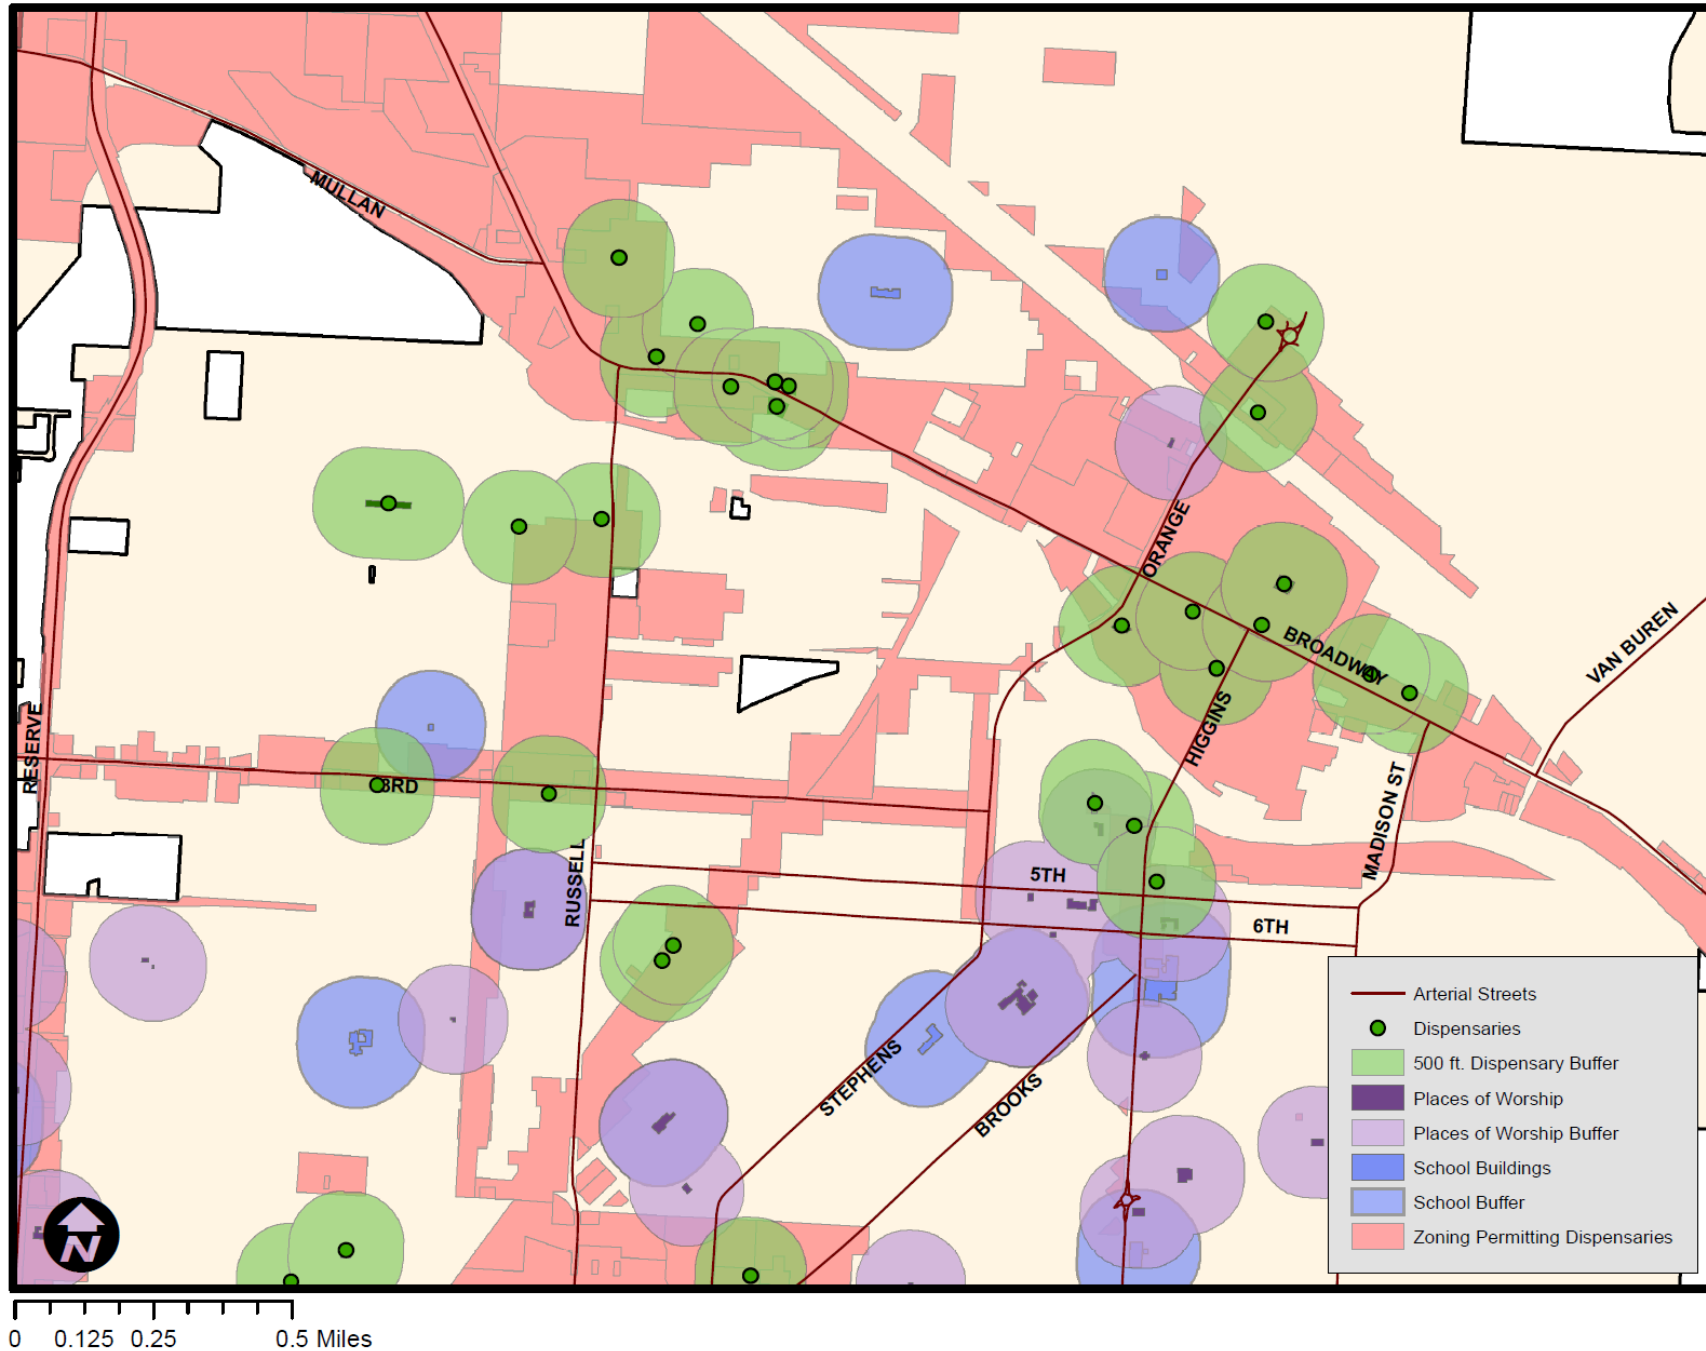 MULLAN
ORANGE
VAN BUREN
BROADWAY
HIGGINS
RESERVE
3RD
MADISON ST
RUSSELL
5TH
6TH
STEPHENS
BROOKS
Arterial Streets
Dispensaries
500 ft. Dispensary Buffer
Places of Worship
Places of Worship Buffer
School Buildings
School Buffer
Zoning Permitting Dispensaries
N
0 0.125 0.25 0.5 Miles